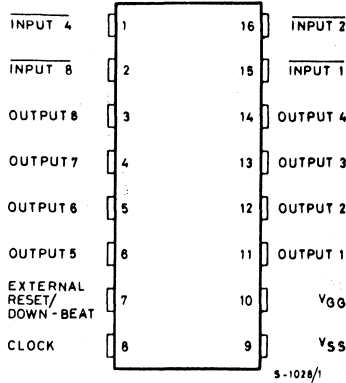 INPUT 4 1 16 INPUT 2
INPUT 8 2 15 INPUT 1
OUTPUT 8 3 14 OUTPUT 4
OUTPUT 7 4 13 OUTPUT 3
OUTPUT 6 5 12 OUTPUT 2
OUTPUT 5 6 11 OUTPUT 1
EXTERNAL
RESET/
DOWN-BEAT 7 10 VGG
CLOCK 8 9 VSS
S-1028/1